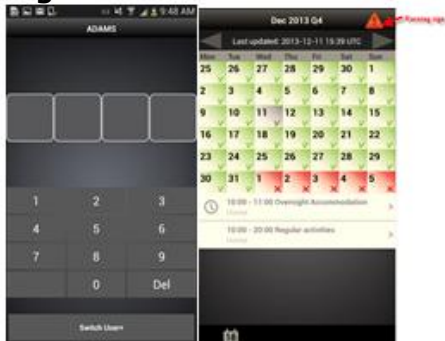 9:48 AM
ADAMS
1 2 3
4 5 6
7 8 9
0 Del
Switch User
Dec 2013 Q4
Last updated: 2013-12-11 15:39 UTC
Mon Tue Wed Thu Fri Sat Sun
25 26 27 28 29 30 1
2 3 4 5 6 7 8
9 10 11 12 13 14 15
16 17 18 19 20 21 22
23 24 25 26 27 28 29
30 31 1 2 3 4 5
10:00 - 11:00 Overnight Accommodation
Home
10:00 - 20:00 Regular activities
Home